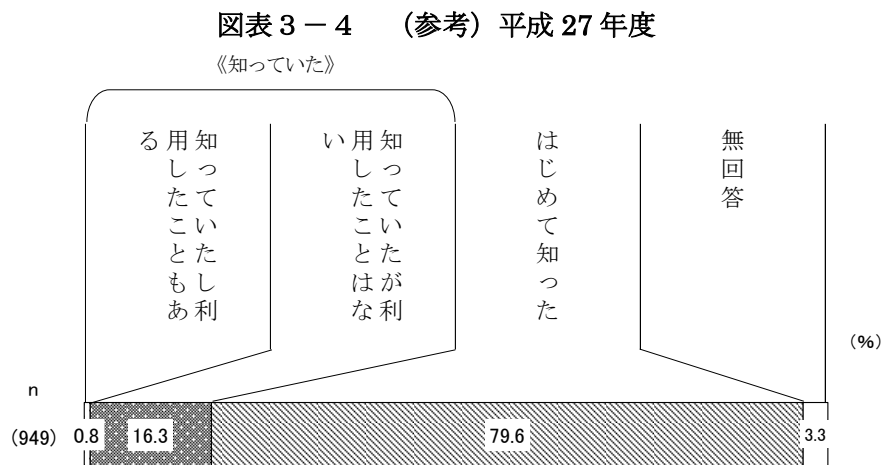 図表３－４　（参考）平成 27 年度
《知っていた》
知っていたし利
用したこともあ
る
知っていたが利
用したことはな
い
はじめて知った
無回答
（%）
n
(949)
0.8
16.3
79.6
3.3